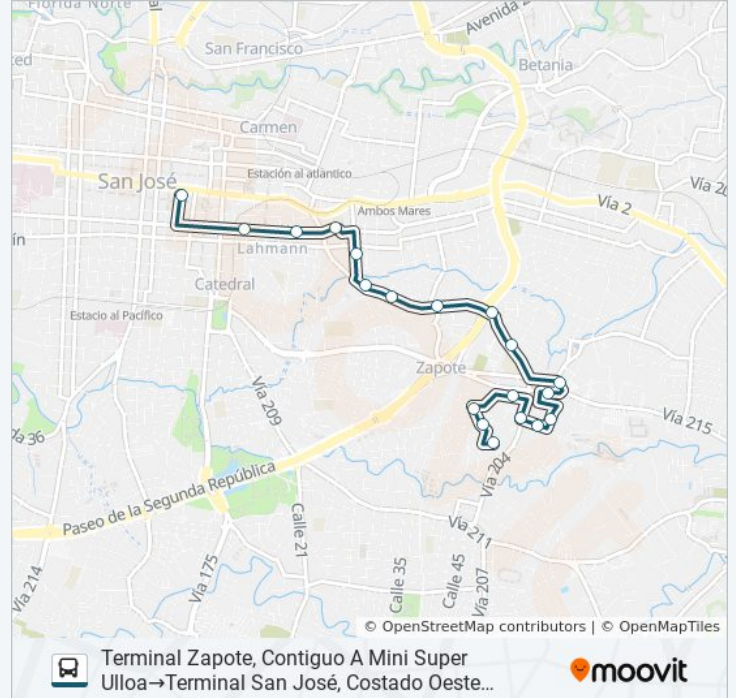 Florida Norte
San Francisco
Avenida 2
Betania
Carmen
Estación al atlantico
San José
Ambos Mares
Vía 2
Lahmann
Catedral
Estacio al Pacífico
Zapote
Vía 209
Vía 215
Vía 204
Paseo de la Segunda República
Calle 21
Vía 211
Vía 175
Calle 35
Calle 45
Vía 207
Vía 214
© OpenStreetMap contributors | © OpenMapTiles
Terminal Zapote, Contiguo A Mini Super
Ulloa→Terminal San José, Costado Oeste...
moovit